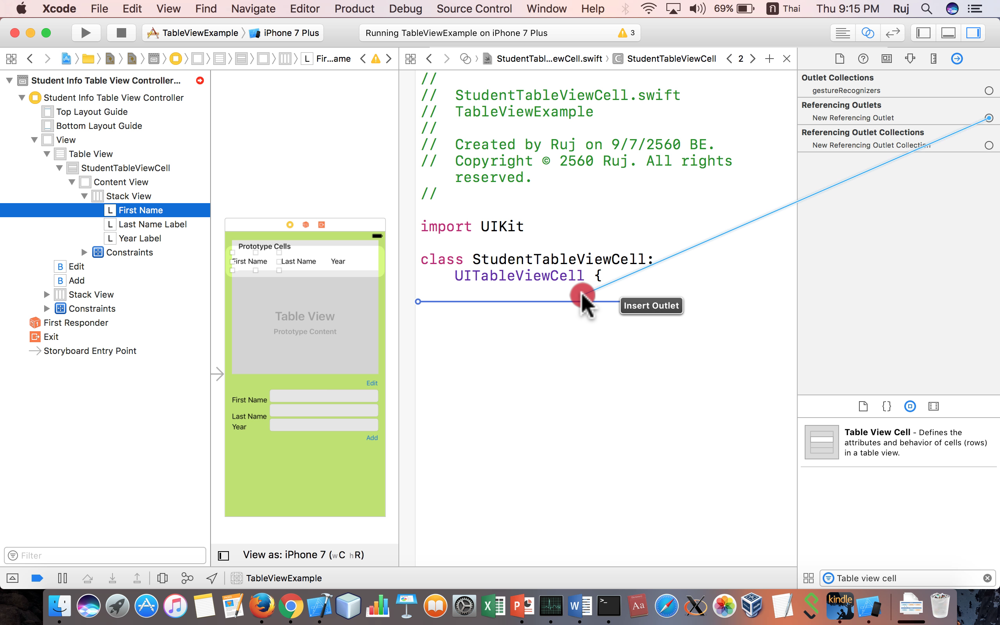 Xcode File Edit View Find Navigate Editor Product Debug Source Control Window Help 69% ก Thai Thu 9:15 PM Ruj
TableViewExample iPhone 7 Plus Running TableViewExample on iPhone 7 Plus 3
L Fir...ame StudentTabl...ewCell.swift C StudentTableViewCell 2
Student Info Table View Controller...
Student Info Table View Controller
Top Layout Guide
Bottom Layout Guide
View
Table View
StudentTableViewCell
Content View
Stack View
L First Name
L Last Name Label
L Year Label
Constraints
B Edit
B Add
Stack View
Constraints
First Responder
Exit
Storyboard Entry Point
Filter
Prototype Cells
First Name Last Name Year
Table View
Prototype Content
Edit
First Name
Last Name
Year
Add
View as: iPhone 7 (wC hR)
//
// StudentTableViewCell.swift
// TableViewExample
//
// Created by Ruj on 9/7/2560 BE.
// Copyright © 2560 Ruj. All rights
reserved.
//
import UIKit
class StudentTableViewCell:
UITableViewCell {
Insert Outlet
Outlet Collections
gestureRecognizers
Referencing Outlets
New Referencing Outlet
Referencing Outlet Collections
New Referencing Outlet Collection
{}
Table View Cell - Defines the
attributes and behavior of cells (rows)
in a table view.
TableViewExample
Table view cell
PAGES
X
P
W
>_
Dictionary
Aa
kindle